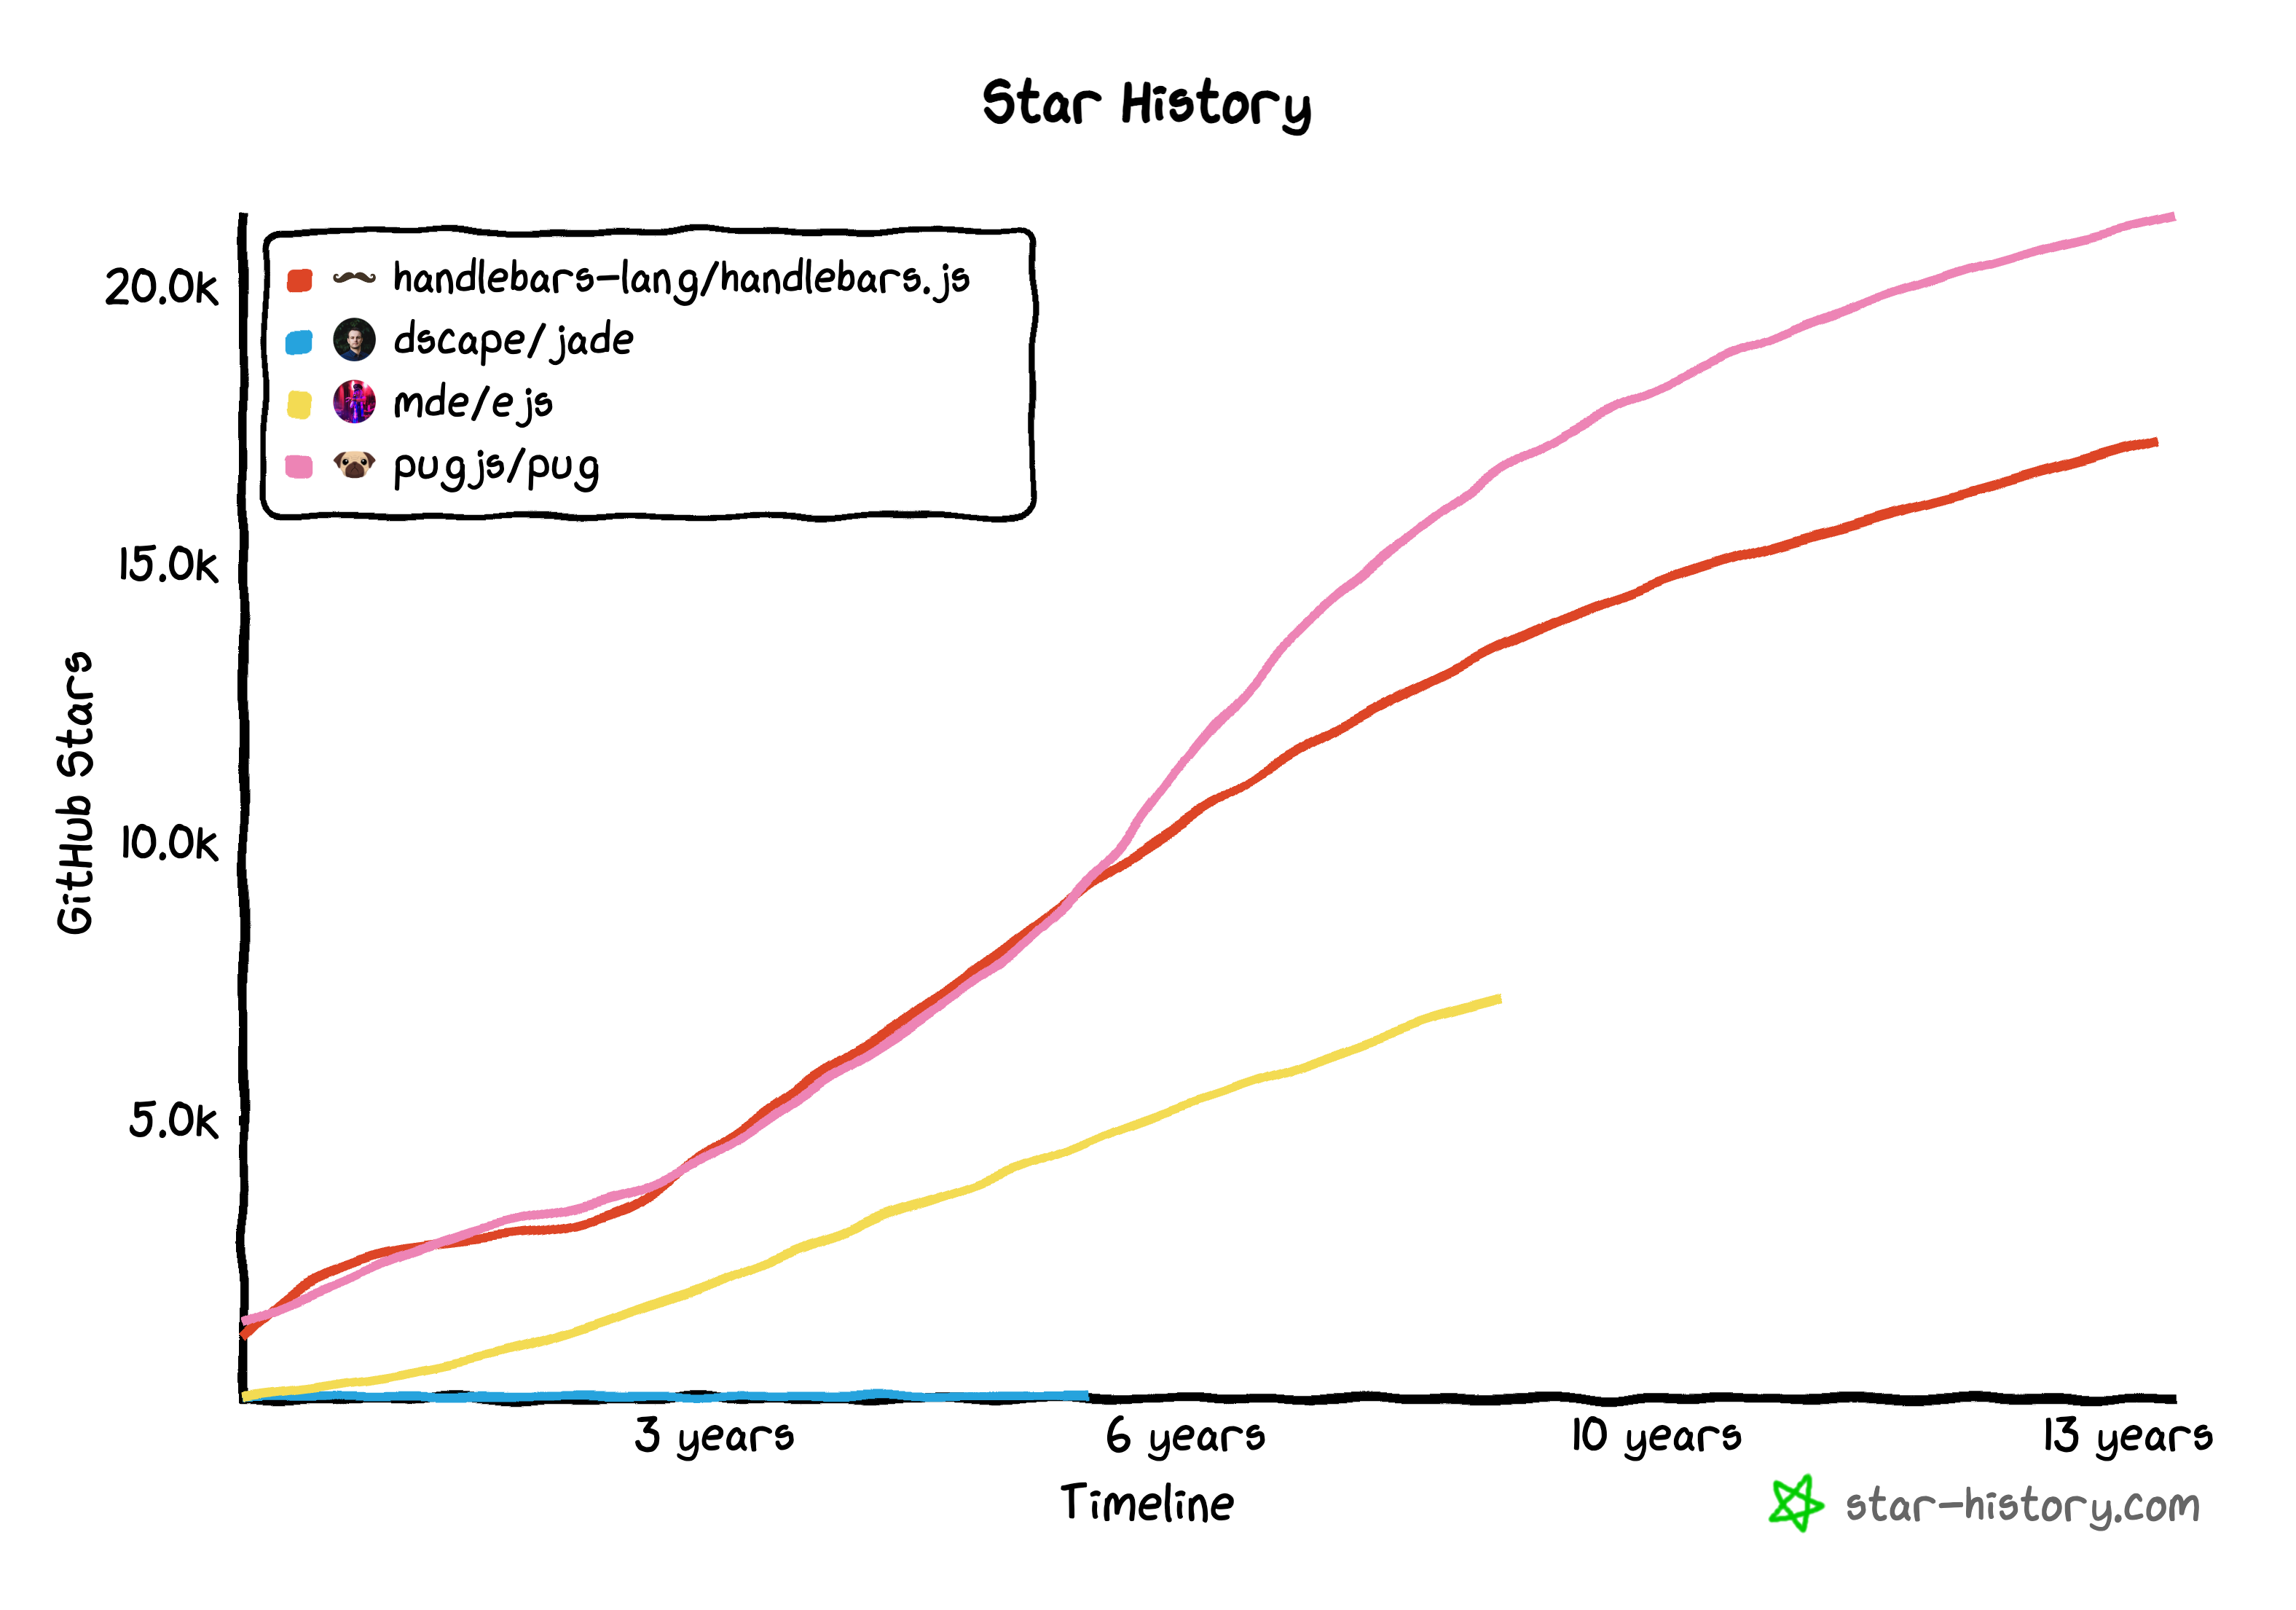 Star History
handlebars-lang/handlebars.js
dscape/jade
mde/ejs
pugjs/pug
20.0k
15.0k
10.0k
5.0k
GitHub Stars
3 years
6 years
10 years
13 years
Timeline
star-history.com